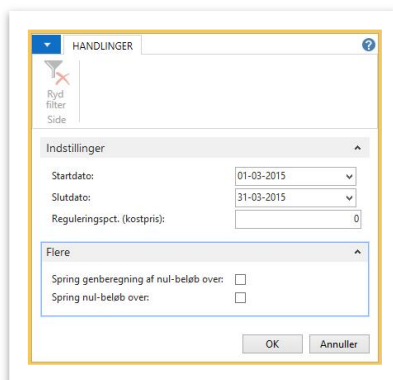 HANDLINGER
Ryd
filter
Side
Indstillinger
Startdato: 01-03-2015
Slutdato: 31-03-2015
Reguleringspct. (kostpris): 0
Flere
Spring genberegning af nul-beløb over:
Spring nul-beløb over:
OK Annuller